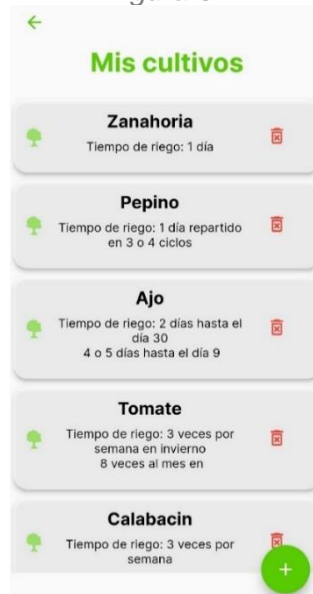 Mis cultivos
Zanahoria
Tiempo de riego: 1 día
Pepino
Tiempo de riego: 1 día repartido
en 3 o 4 ciclos
Ajo
Tiempo de riego: 2 días hasta el
día 30
4 o 5 días hasta el día 9
Tomate
Tiempo de riego: 3 veces por
semana en invierno
8 veces al mes en
Calabacin
Tiempo de riego: 3 veces por
semana
+